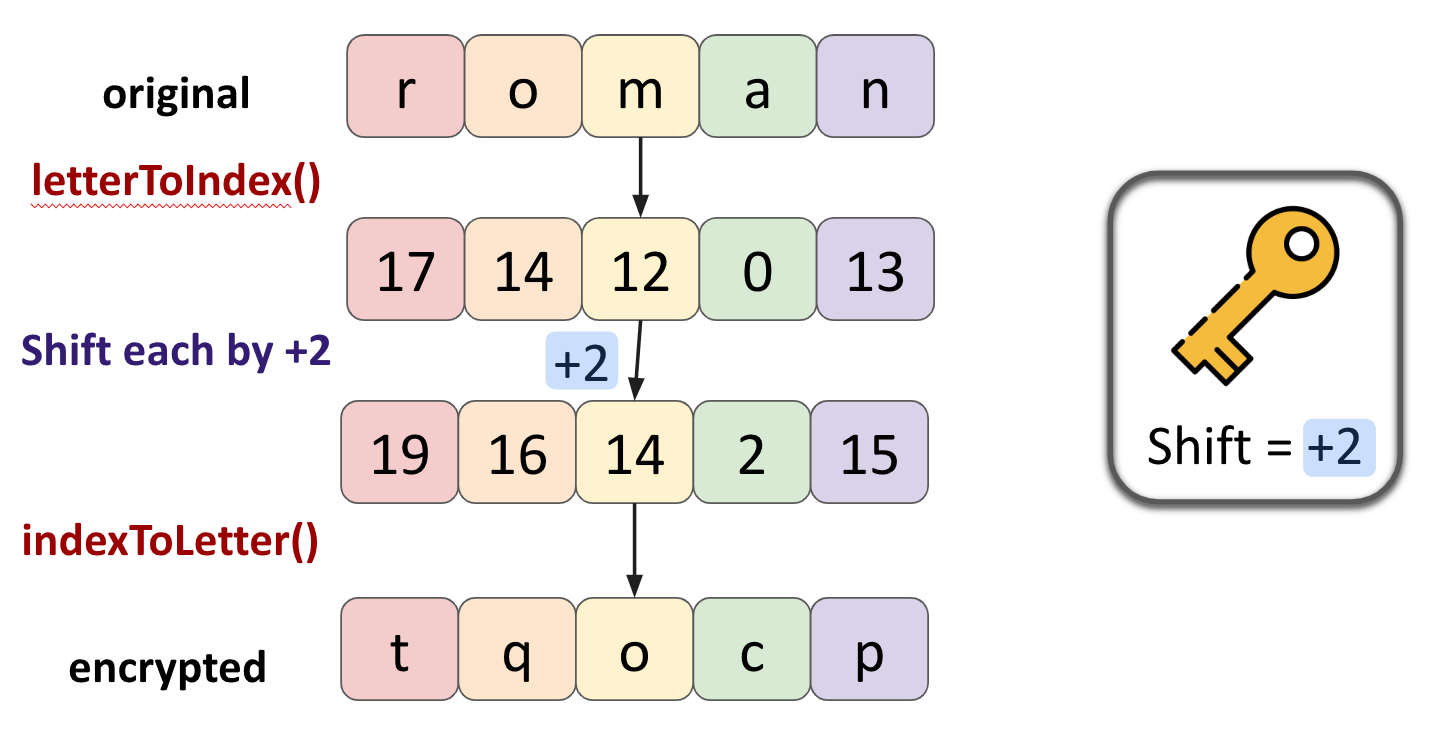 original
r o m a n
letterToIndex()
17 14 12 0 13
Shift each by +2
+2
19 16 14 2 15
indexToLetter()
t q o c p
encrypted
Shift = +2